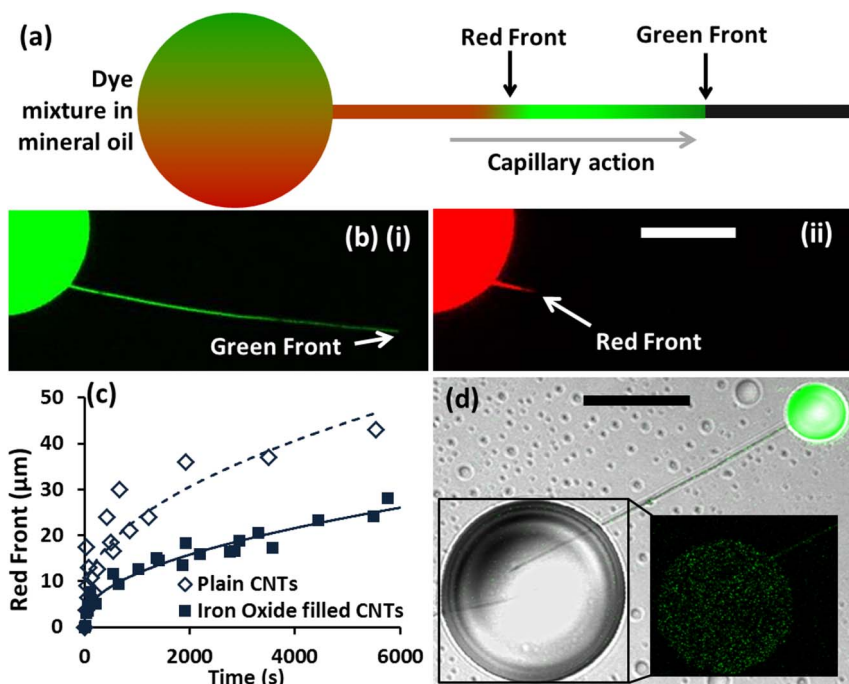 (a)
Red Front
Green Front
Dye
mixture in
mineral oil
Capillary action
(b) (i)
Green Front
(ii)
Red Front
(c)
50
40
30
20
10
0
Red Front (µm)
Plain CNTs
Iron Oxide filled CNTs
0
2000
4000
6000
Time (s)
(d)